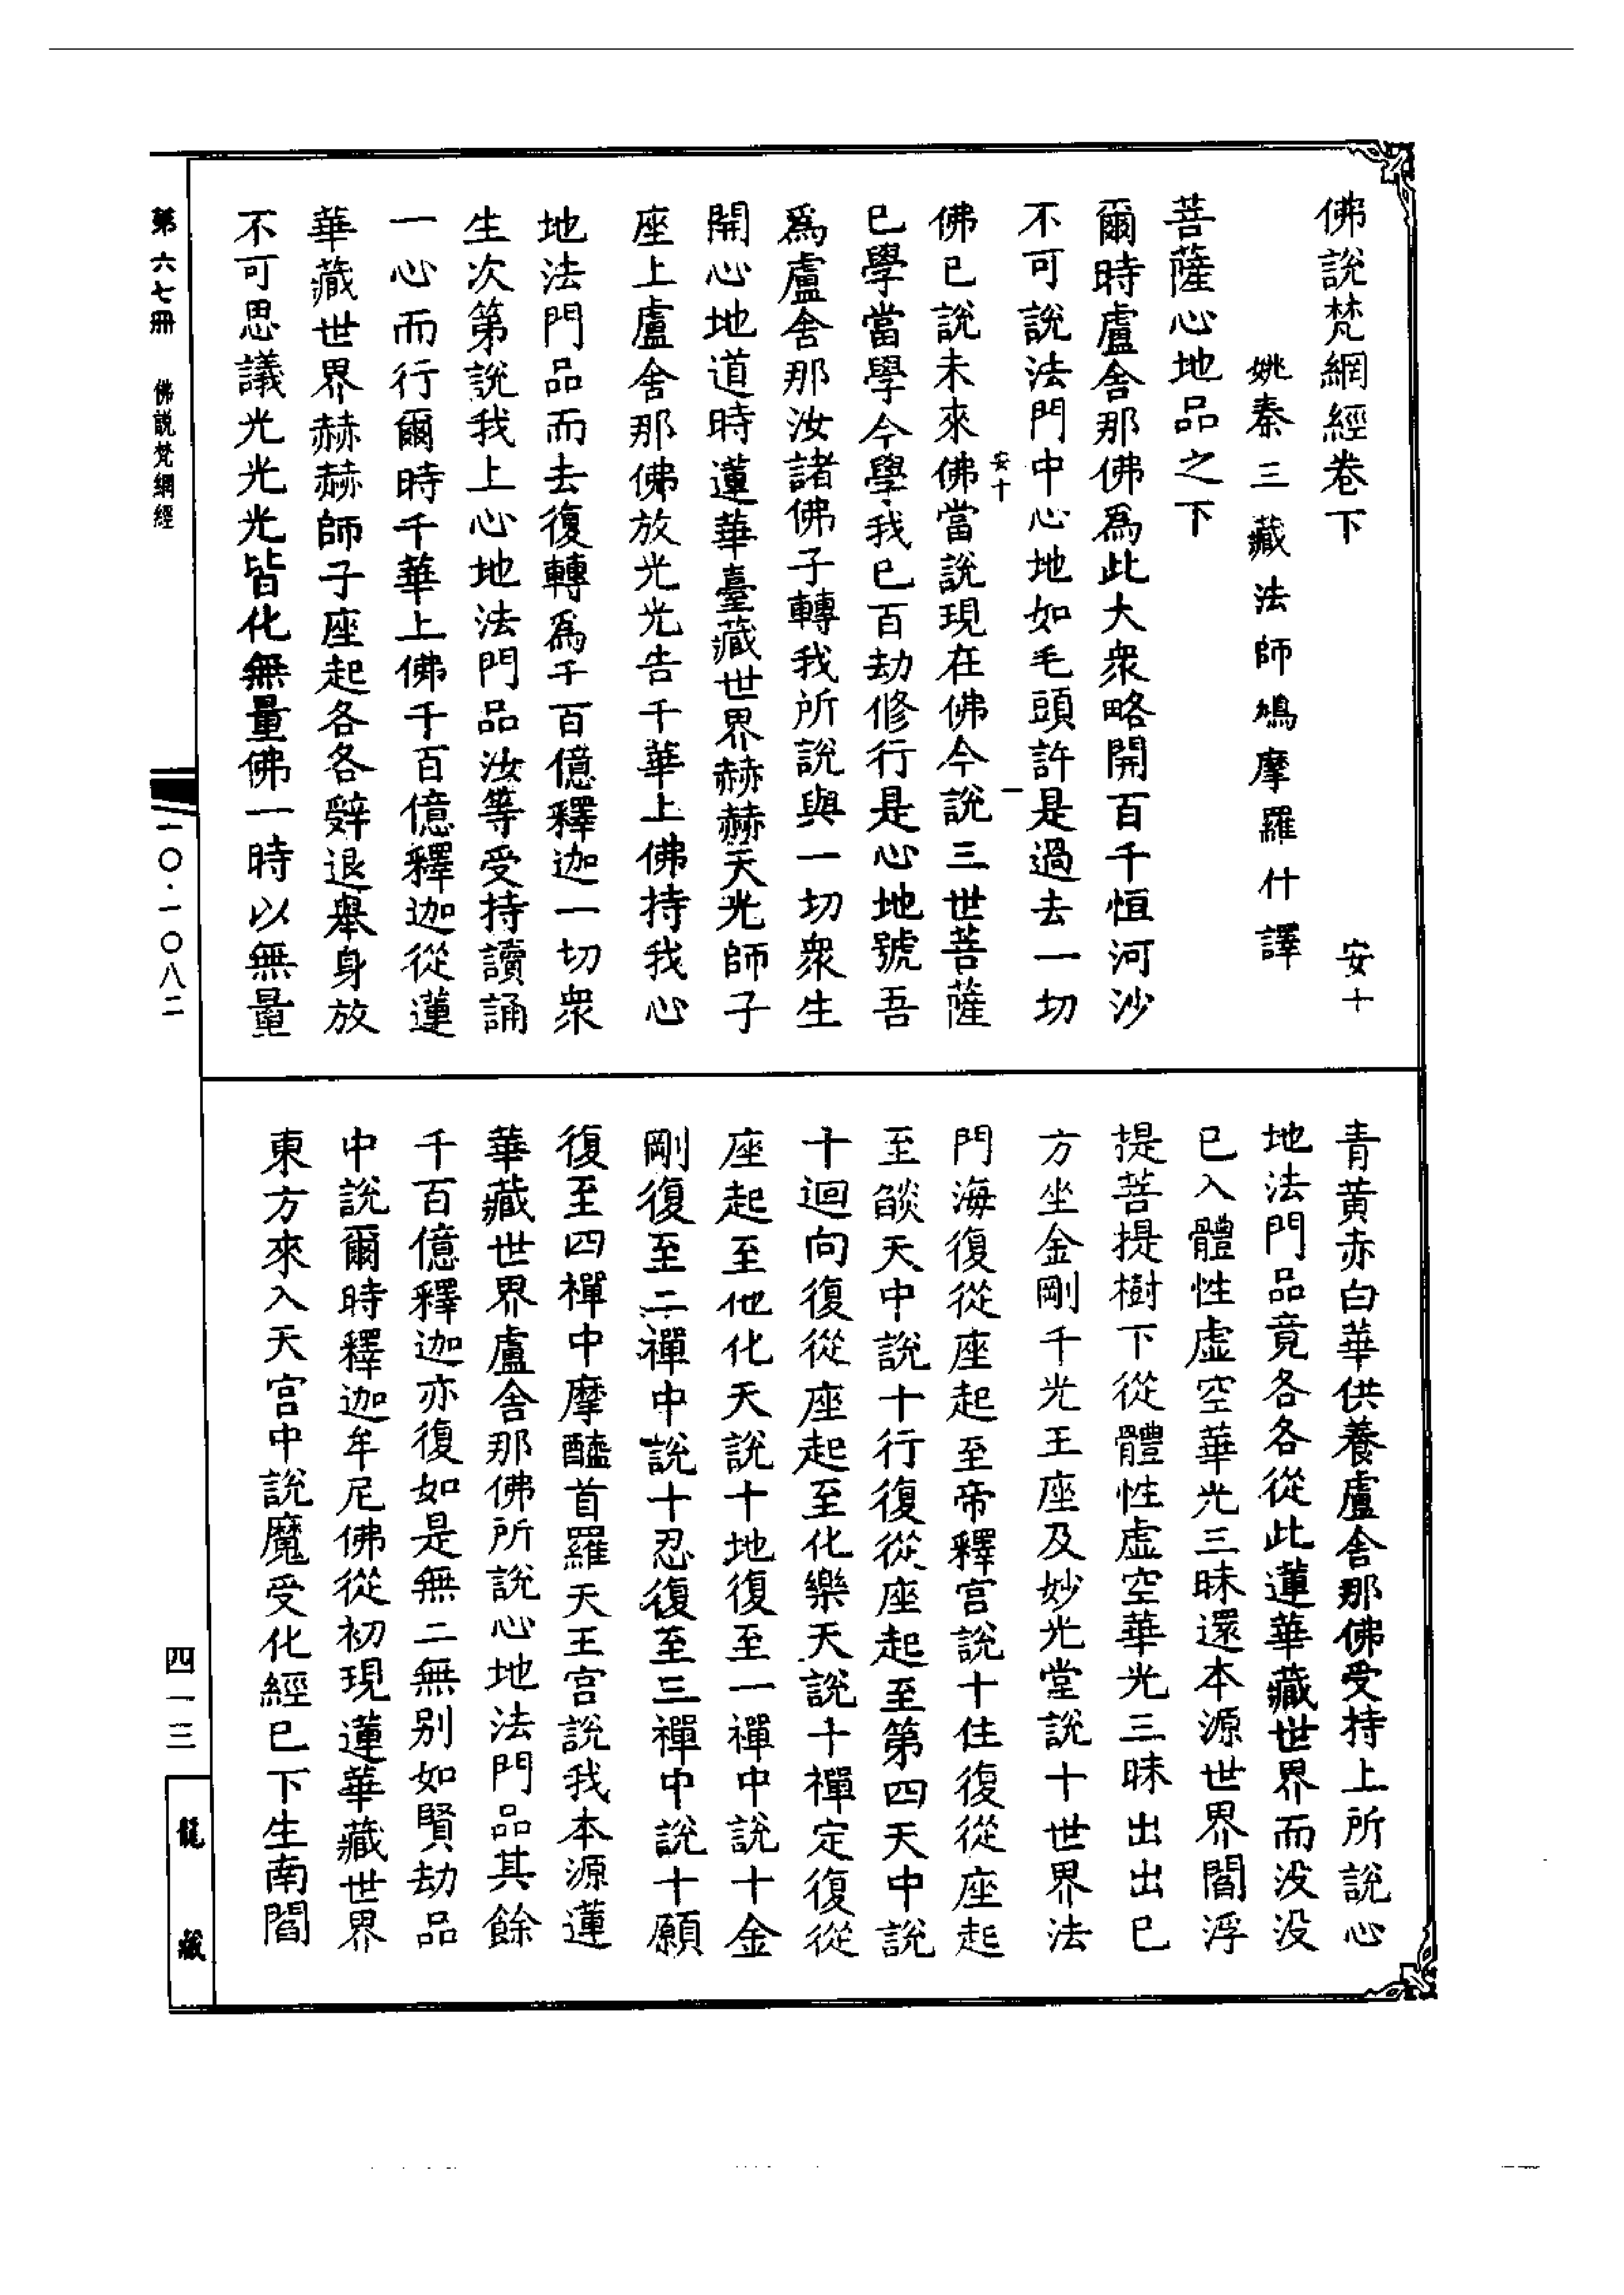 佛說梵網經卷下　　安十
姚秦三藏法師鳩摩羅什譯
菩薩心地品之下
爾時盧舍那佛爲此大衆略開百千恒河沙
不可說法門中心地如毛頭許是過去一切
安十　一
佛已說未來佛當說現在佛今說三世菩薩
已學當學今學我已百劫修行是心地號吾
爲盧舍那汝諸佛子轉我所說與一切衆生
開心地道時蓮華臺藏世界赫赫天光師子
座上盧舍那佛放光光告千華上佛持我心
地法門品而去復轉爲千百億釋迦一切衆
生次第說我上心地法門品汝等受持讀誦
一心而行爾時千華上佛千百億釋迦從蓮
華藏世界赫赫師子座起各各辭退舉身放
不可思議光光光皆化無量佛一時以無量
青黄赤白華供養盧舍那佛受持上所說心
地法門品竟各各從此蓮華藏世界而没没
已入體性虛空華光三昧還本源世界閻浮
提菩提樹下從體性虛空華光三昧出出已
方坐金剛千光王座及妙光堂說十世界法
門海復從座起至帝釋宮說十住復從座起
至燄天中說十行復從座起至第四天中說
十迴向復從座起至化樂天說十禪定復從
座起至他化天說十地復至一禪中說十金
剛復至二禪中說十忍復至三禪中說十願
復至四禪中摩醯首羅天王宮說我本源蓮
華藏世界盧舍那佛所說心地法門品其餘
千百億釋迦亦復如是無二無别如賢劫品
中說爾時釋迦牟尼佛從初現蓮華藏世界
東方來入天宮中說魔受化經已下生南閻
第六七冊　佛說梵網經
一〇·一〇八二
四一三
龍藏